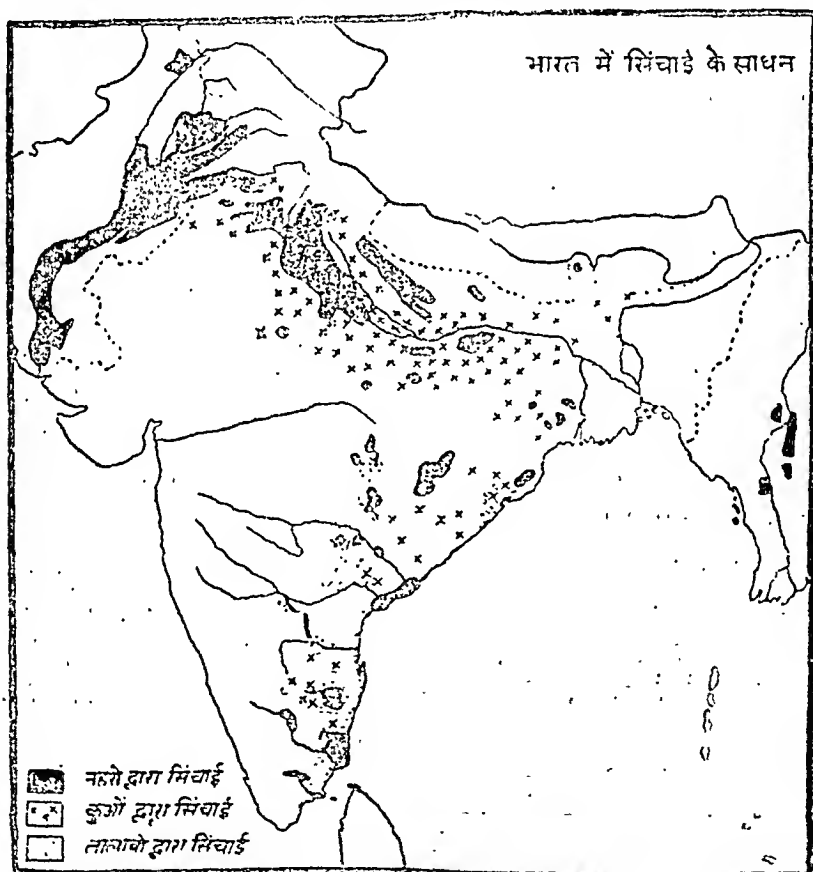 भारत में सिंचाई के साधन
नहरो द्वारा सिंचाई
कुओं द्वारा सिंचाई
तालाबो द्वारा सिंचाई